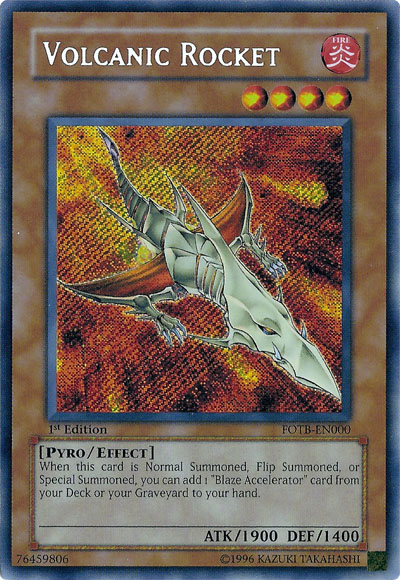 VOLCANIC ROCKET
FIRE
炎
1st Edition
FOTB-EN000
[PYRO/EFFECT]
When this card is Normal Summoned, Flip Summoned, or
Special Summoned, you can add 1 "Blaze Accelerator" card from
your Deck or your Graveyard to your hand.
ATK/1900 DEF/1400
76459806
©1996 KAZUKI TAKAHASHI